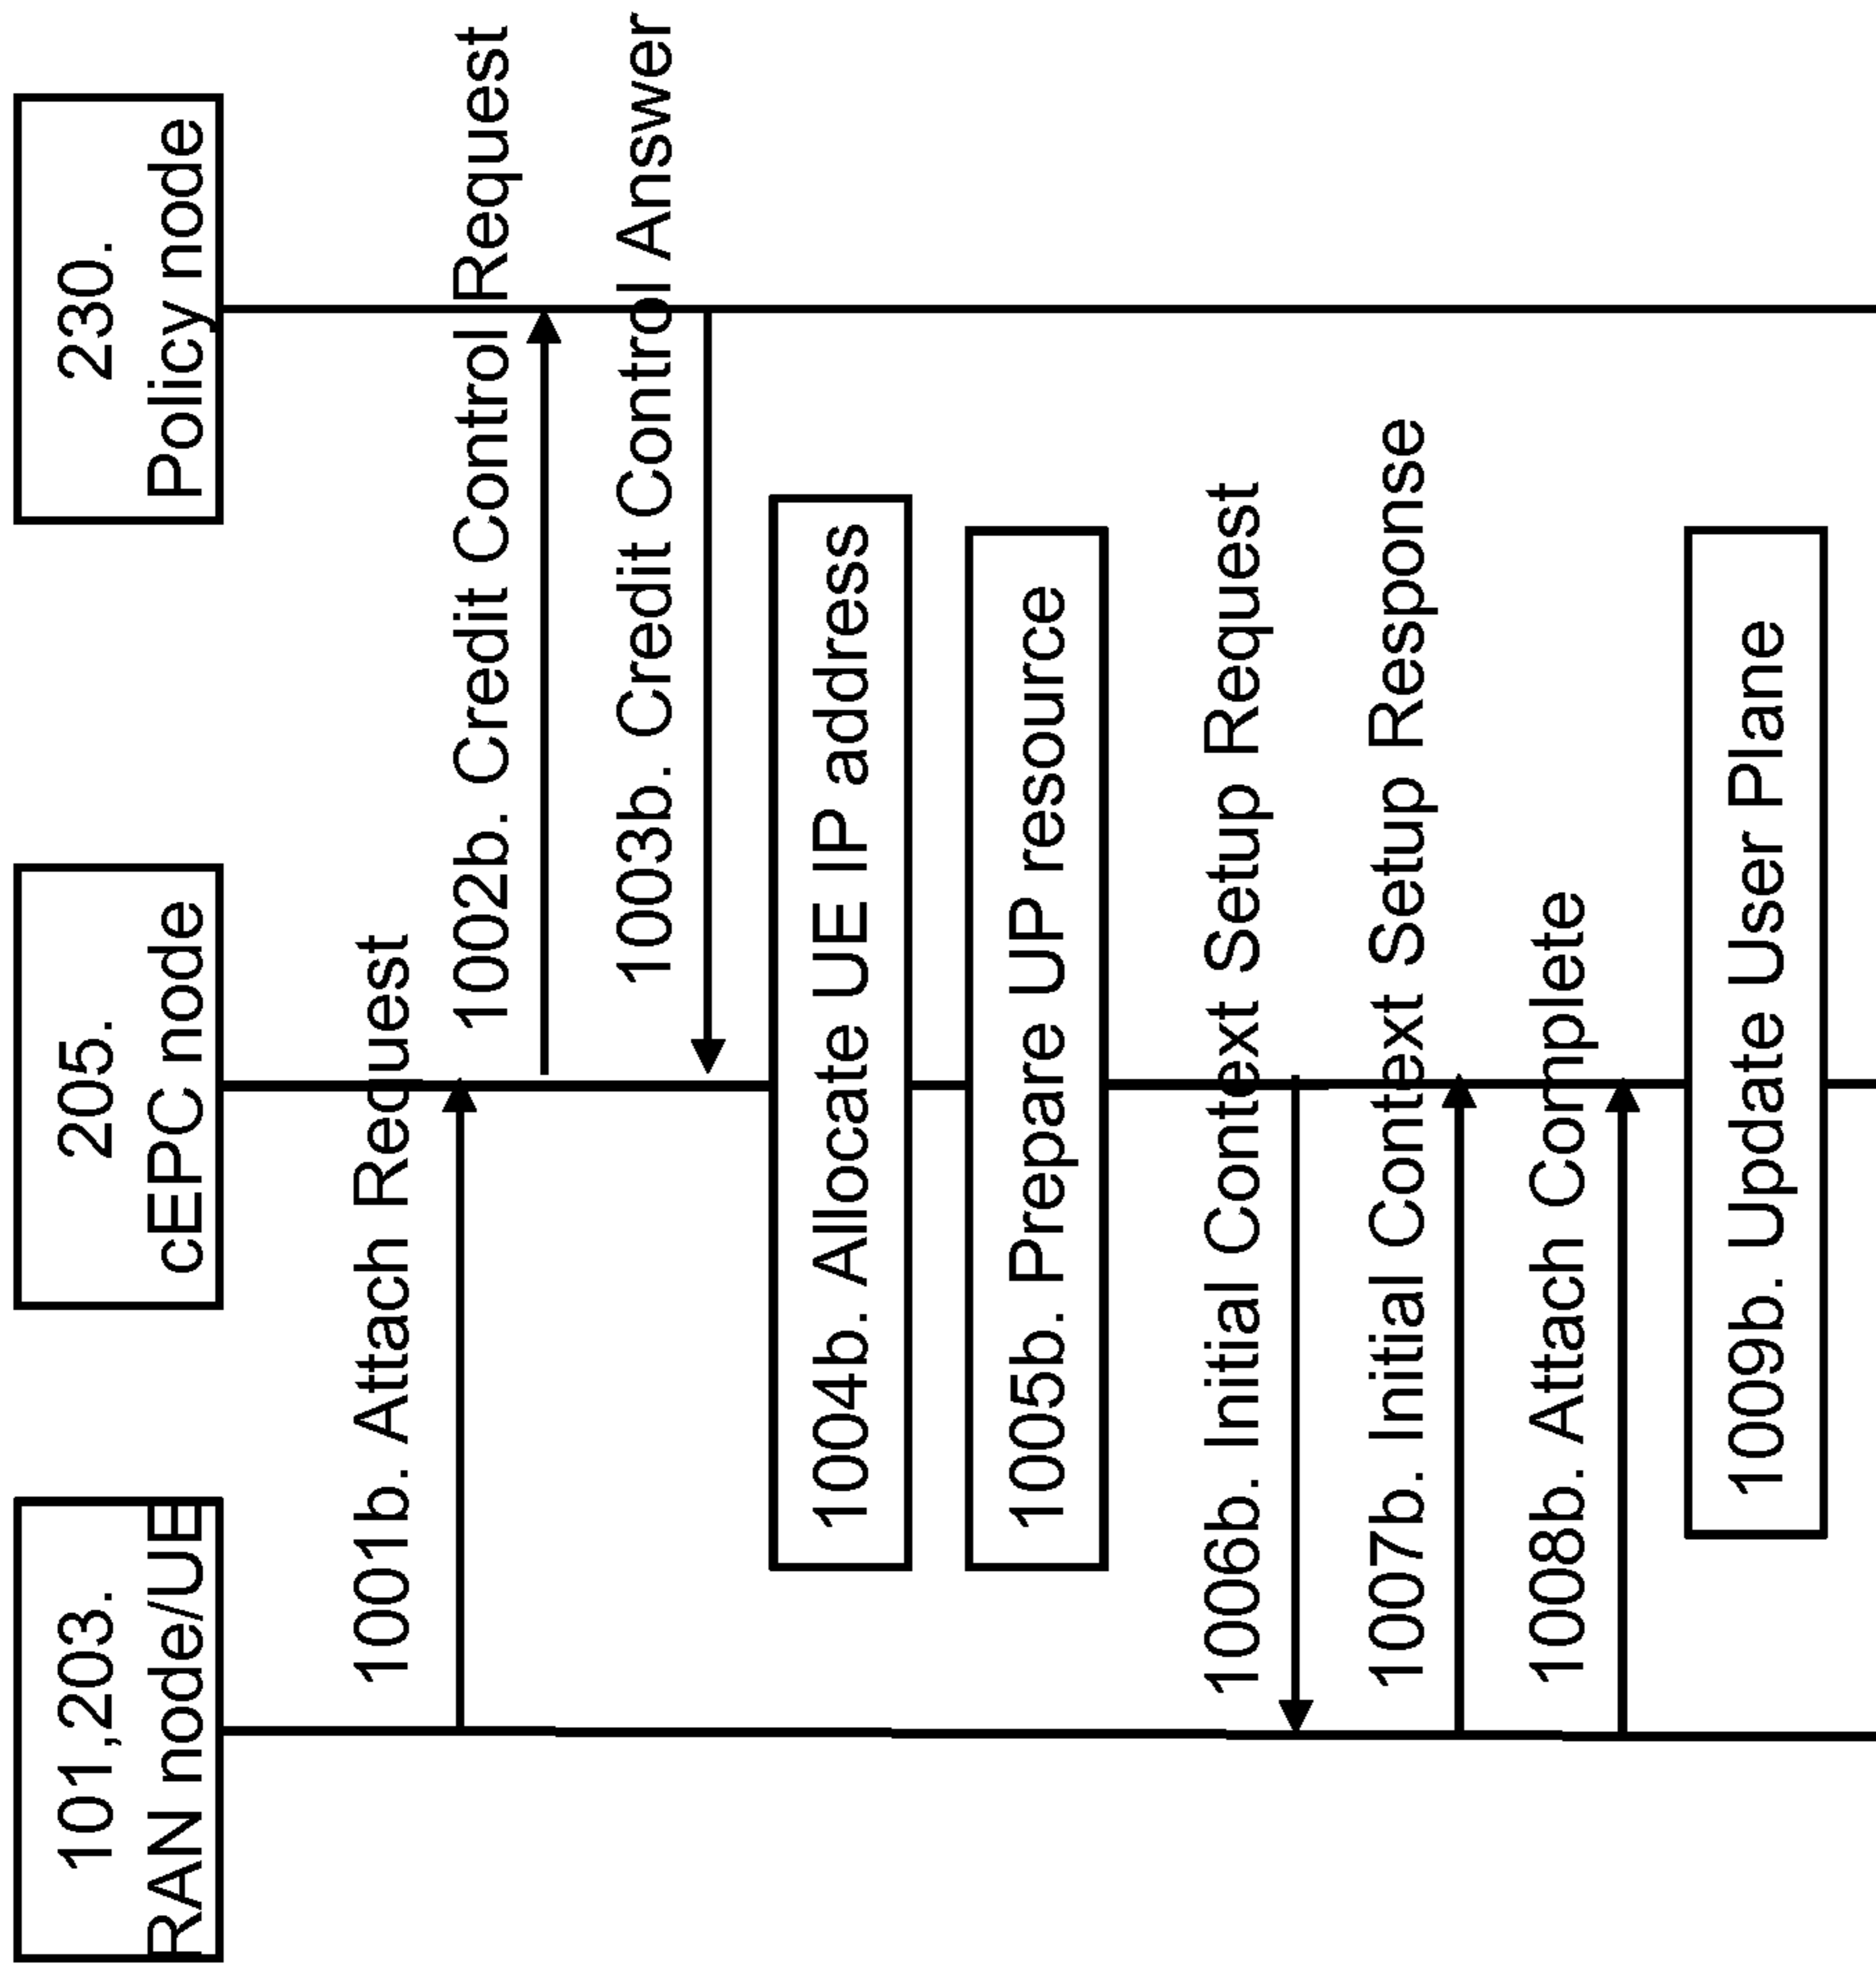 101,203.
RAN node/UE
205.
cEPC node
230.
Policy node
1001b. Attach Request
1002b. Credit Control Request
1003b. Credit Control Answer
1004b. Allocate UE IP address
1005b. Prepare UP resource
1006b. Initial Context Setup Request
1007b. Initial Context Setup Response
1008b. Attach Complete
1009b. Update User Plane